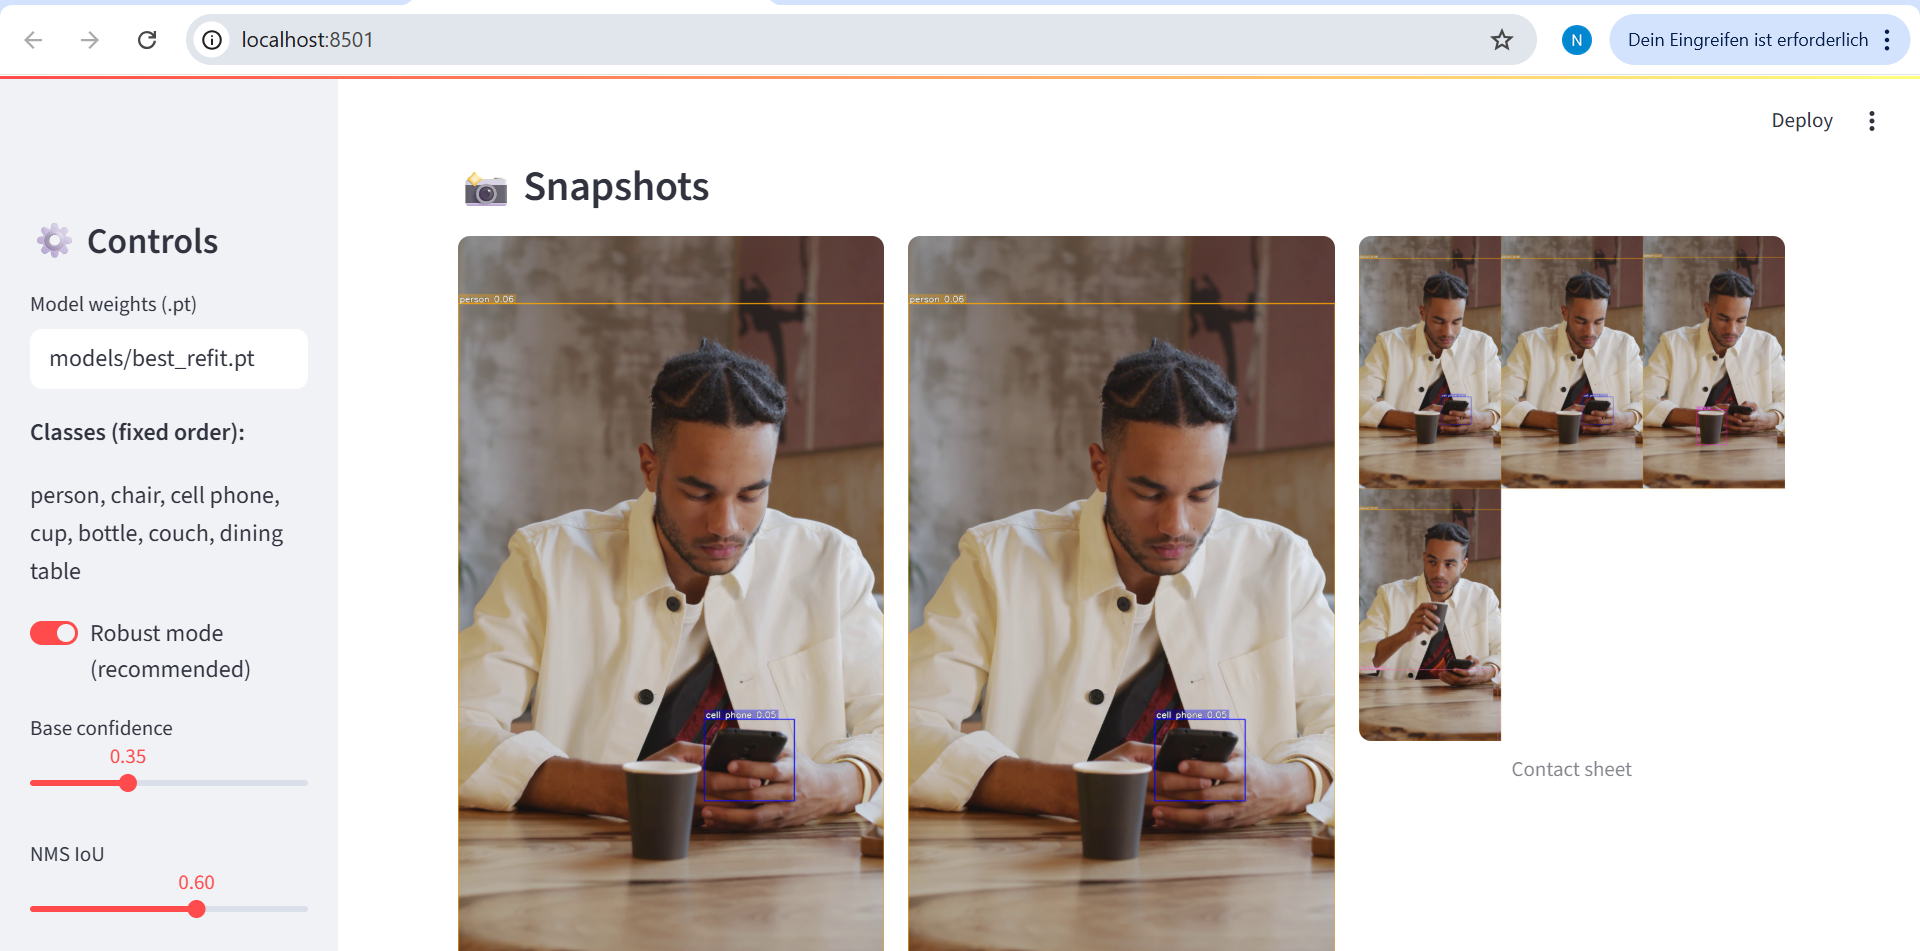 localhost:8501
N
Dein Eingreifen ist erforderlich
Deploy
Controls
Model weights (.pt)
models/best_refit.pt
Classes (fixed order):
person, chair, cell phone,
cup, bottle, couch, dining
table
Robust mode
(recommended)
Base confidence
0.35
NMS IoU
0.60
Snapshots
person 0.06
cell phone 0.05
person 0.06
cell phone 0.05
Contact sheet